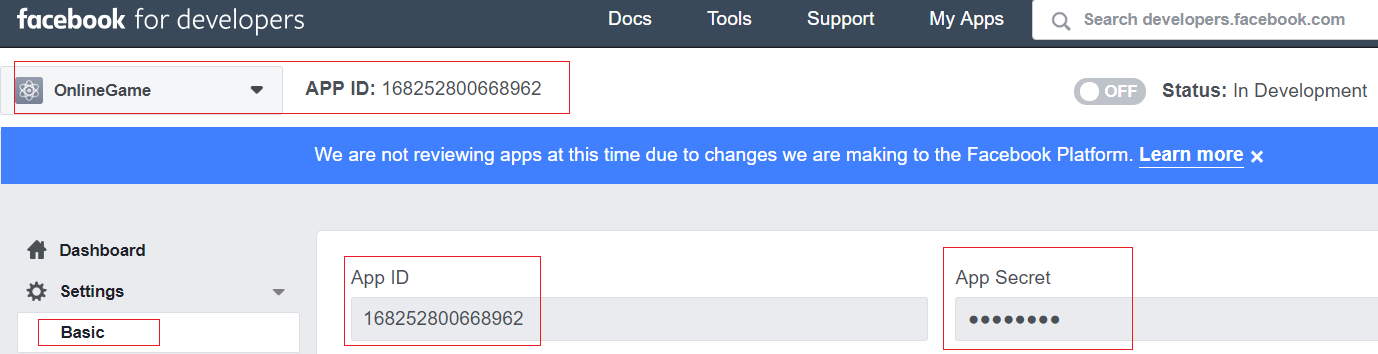 facebook for developers Docs Tools Support My Apps Search developers.facebook.com
OnlineGame APP ID: 168252800668962 OFF Status: In Development
We are not reviewing apps at this time due to changes we are making to the Facebook Platform. Learn more ×
Dashboard
Settings
Basic
App ID App Secret
168252800668962 ●●●●●●●●